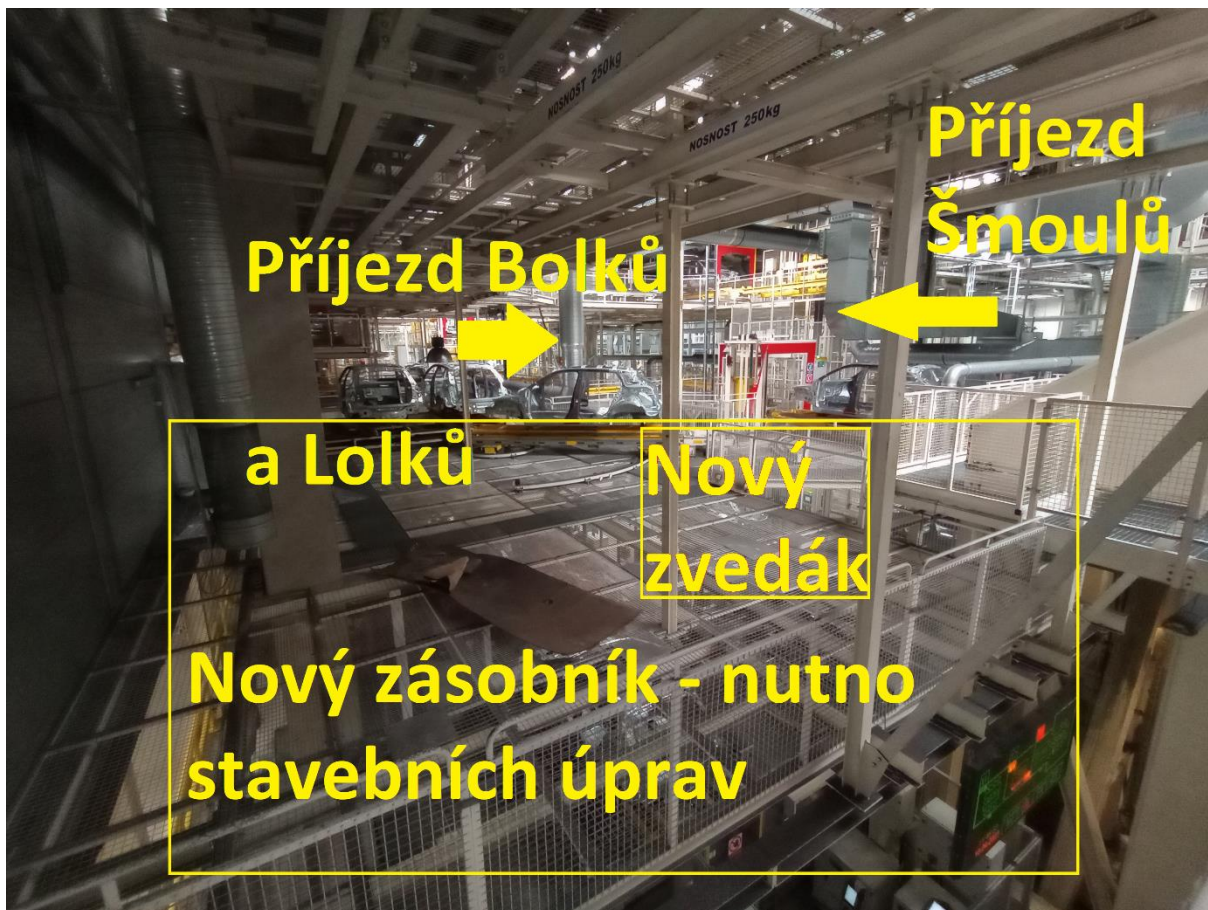 NOSNOST 250kg
NOSNOST 250kg
Příjezd
Šmoulů
Příjezd Bolků
a Lolků
Nový
zvedák
Nový zásobník - nutno
stavebních úprav